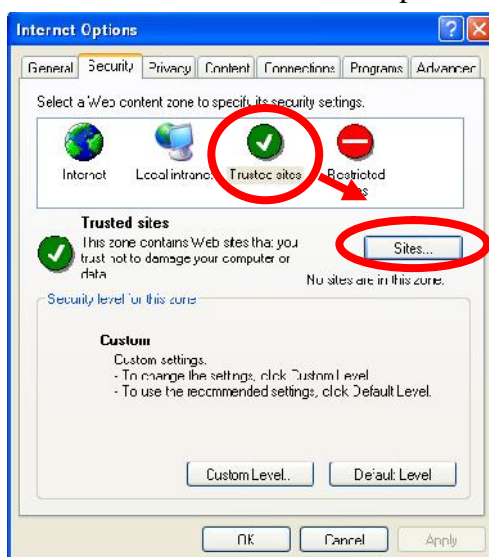 Internet Options
General Security Privacy Content Connections Programs Advanced
Select a Web content zone to specify its security settings.
Internet Local intranet Trusted sites Restricted
Trusted sites
This zone contains Web sites that you
trust not to damage your computer or
data
Sites...
No sites are in this zone.
Security level for this zone
Custom
Custom settings.
- To change the settings, click Custom Level
- To use the recommended settings, click Default Level.
Custom Level.. Default Level
OK Cancel Apply